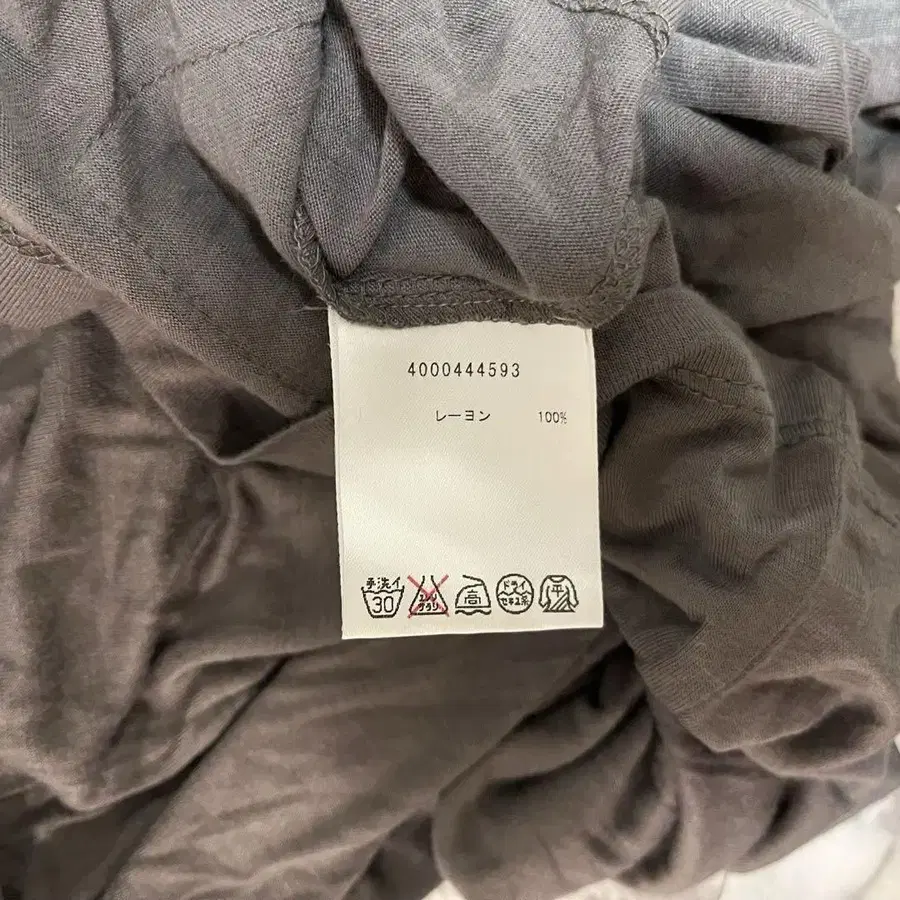 4000444593
レーヨン 100%
手洗イ 30 エンソサラシ 高 ドライ セキユ系 平